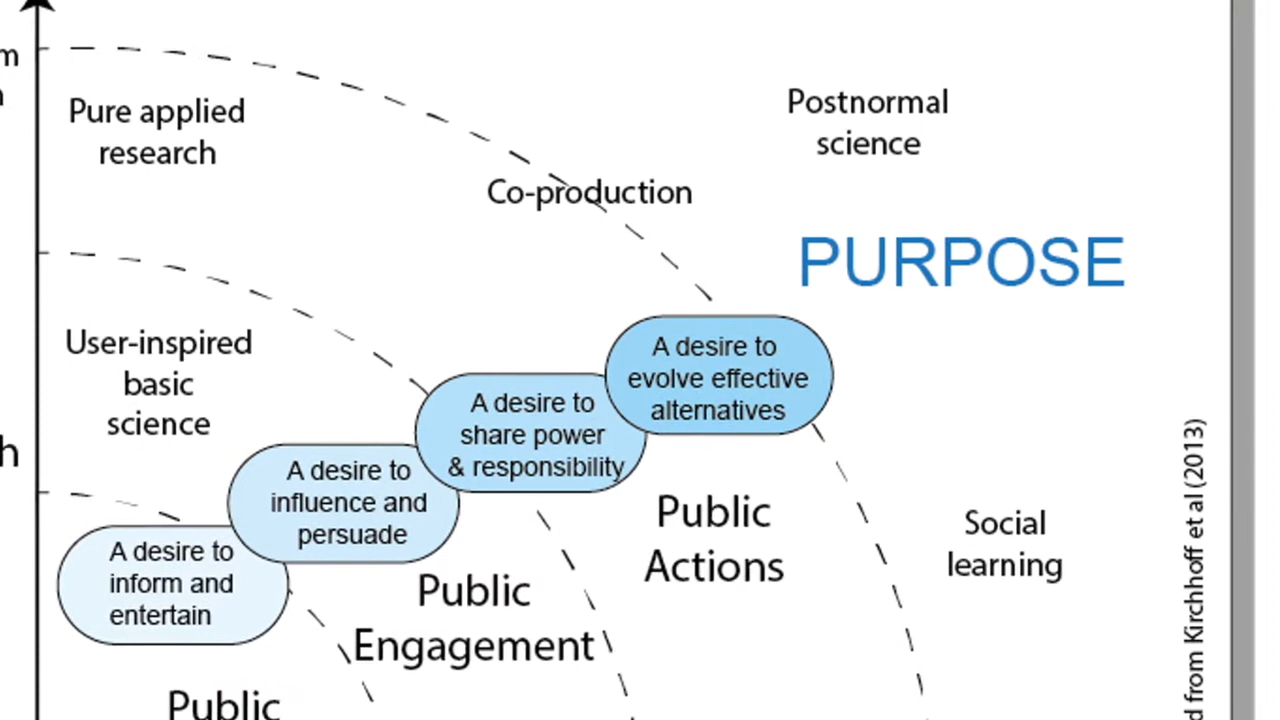 m
n
Pure applied
research
Postnormal
science
Co-production
PURPOSE
User-inspired
basic
science
A desire to
evolve effective
alternatives
A desire to
share power
& responsibility
h
A desire to
influence and
persuade
A desire to
inform and
entertain
Public
Actions
Social
learning
Public
Engagement
Public
d from Kirchhoff et al (2013)